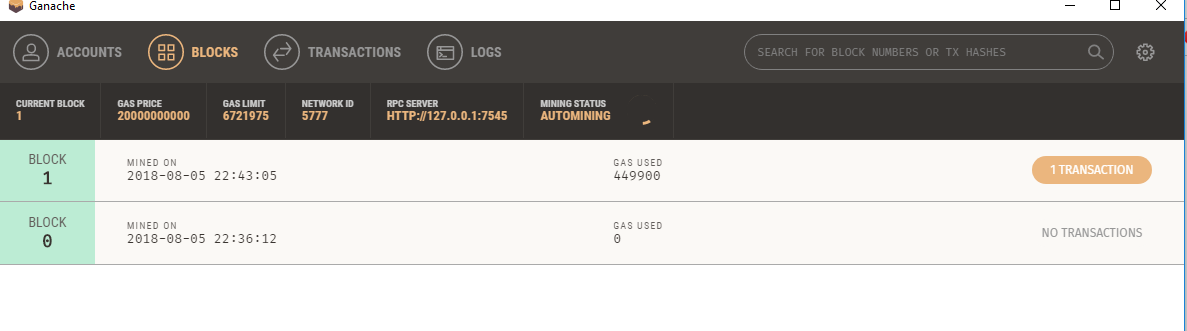 Ganache
ACCOUNTS BLOCKS TRANSACTIONS LOGS SEARCH FOR BLOCK NUMBERS OR TX HASHES
CURRENT BLOCK GAS PRICE GAS LIMIT NETWORK ID RPC SERVER MINING STATUS
1 20000000000 6721975 5777 HTTP://127.0.0.1:7545 AUTOMINING
BLOCK MINED ON GAS USED
1 2018-08-05 22:43:05 449900 1 TRANSACTION
BLOCK MINED ON GAS USED
0 2018-08-05 22:36:12 0 NO TRANSACTIONS